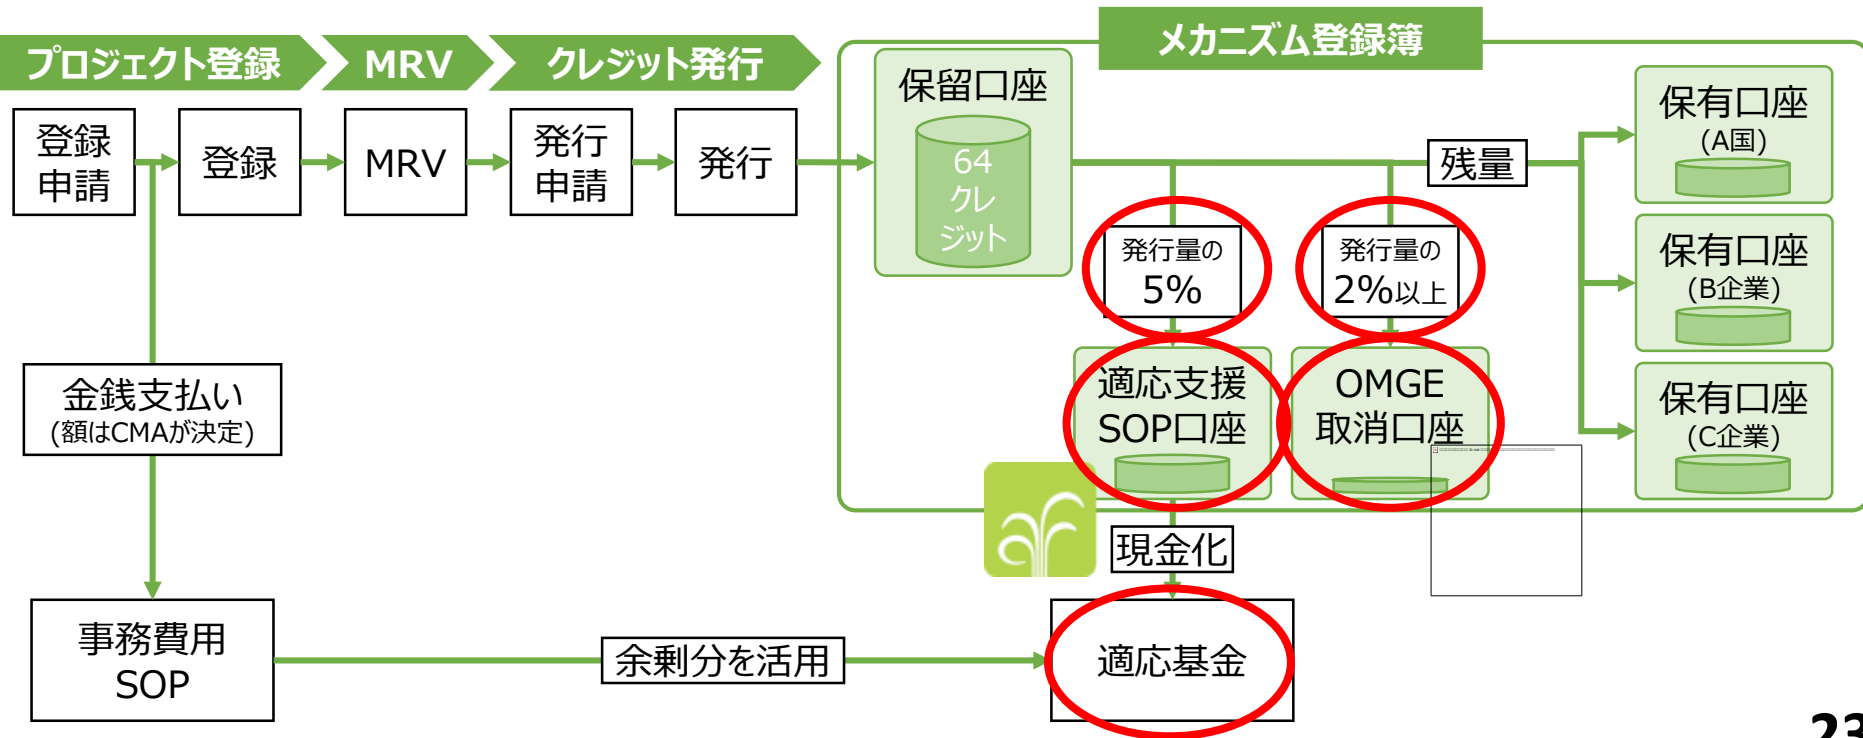 プロジェクト登録
MRV
クレジット発行
メカニズム登録簿
登録
申請
登録
MRV
発行
申請
発行
保留口座
64
クレ
ジット
発行量の
5%
発行量の
2%以上
残量
保有口座
(A国)
保有口座
(B企業)
保有口座
(C企業)
適応支援
SOP口座
OMGE
取消口座
金銭支払い
(額はCMAが決定)
現金化
事務費用
SOP
余剰分を活用
適応基金
23